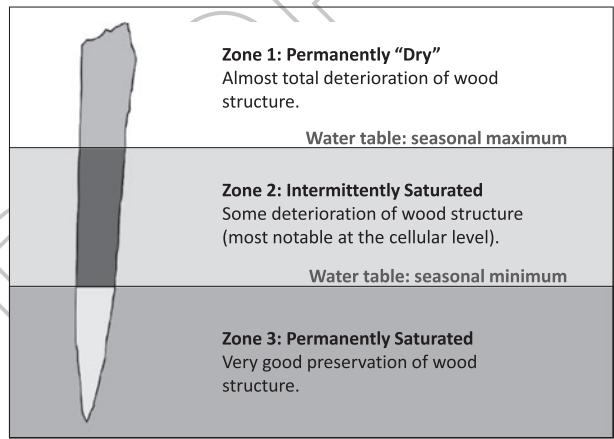 Zone 1: Permanently “Dry”
Almost total deterioration of wood
structure.
Water table: seasonal maximum
Zone 2: Intermittently Saturated
Some deterioration of wood structure
(most notable at the cellular level).
Water table: seasonal minimum
Zone 3: Permanently Saturated
Very good preservation of wood
structure.